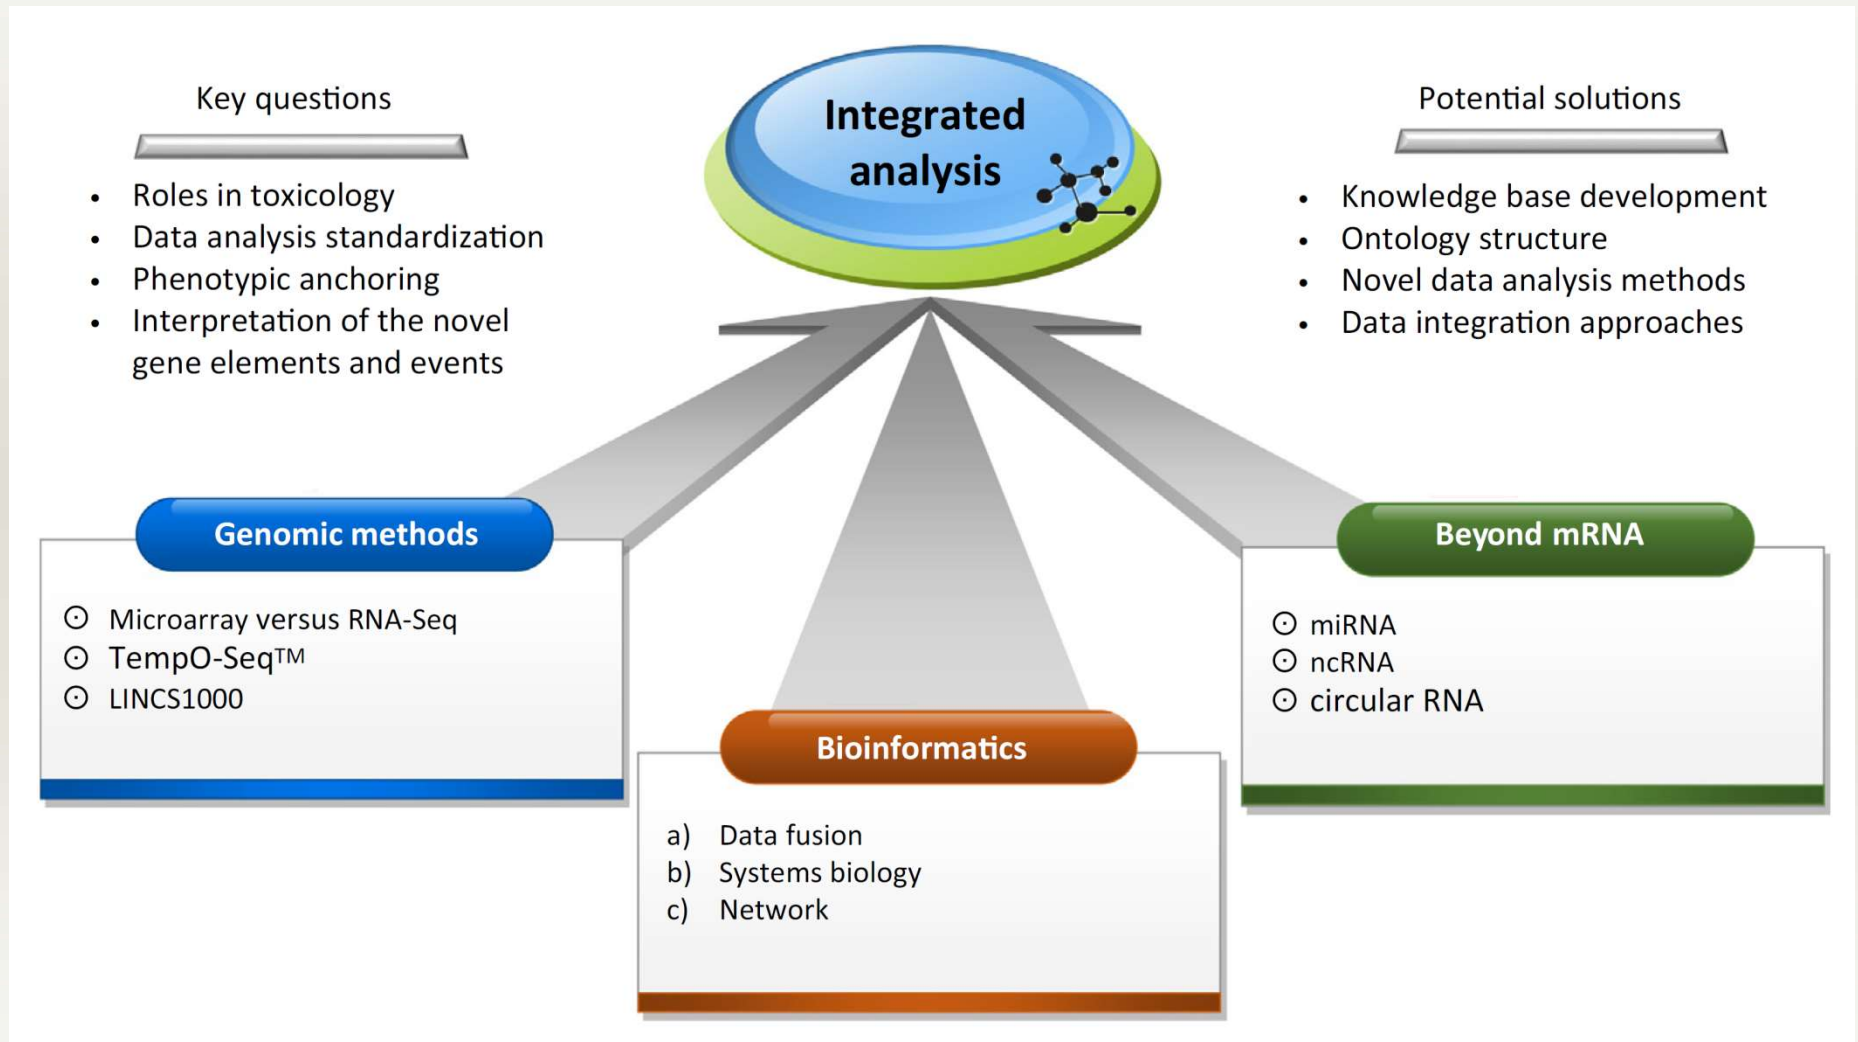 Key questions
• Roles in toxicology
• Data analysis standardization
• Phenotypic anchoring
• Interpretation of the novel
gene elements and events
Integrated
analysis
Potential solutions
• Knowledge base development
• Ontology structure
• Novel data analysis methods
• Data integration approaches
Genomic methods
⊙ Microarray versus RNA-Seq
⊙ TempO-Seq™
⊙ LINCS1000
Bioinformatics
a) Data fusion
b) Systems biology
c) Network
Beyond mRNA
⊙ miRNA
⊙ ncRNA
⊙ circular RNA